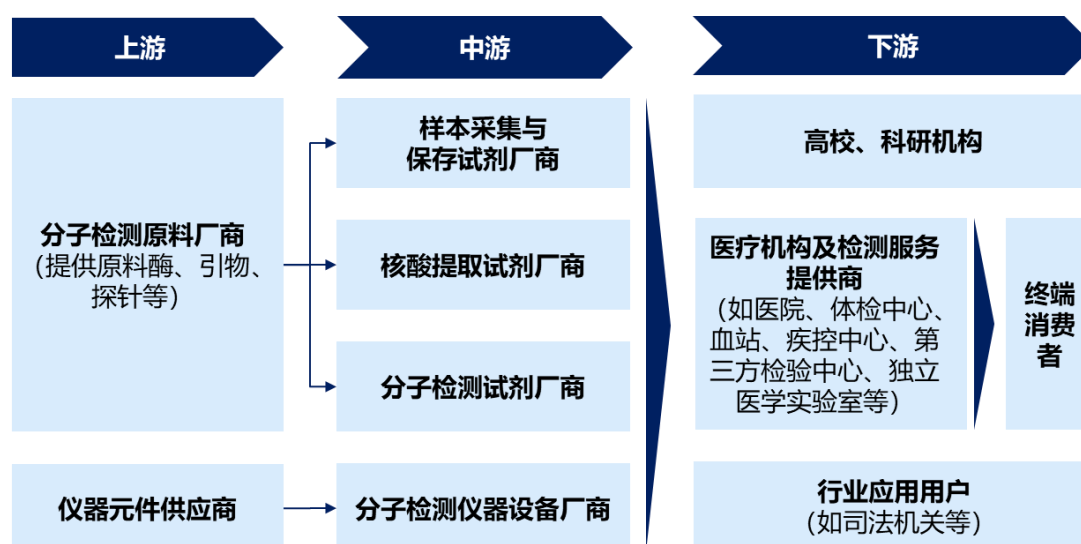 上游
中游
下游
分子检测原料厂商
（提供原料酶、引物、
探针等）
仪器元件供应商
样本采集与
保存试剂厂商
核酸提取试剂厂商
分子检测试剂厂商
分子检测仪器设备厂商
高校、科研机构
医疗机构及检测服务
提供商
（如医院、体检中心、
血站、疾控中心、第
三方检验中心、独立
医学实验室等）
终端
消费
者
行业应用用户
（如司法机关等）